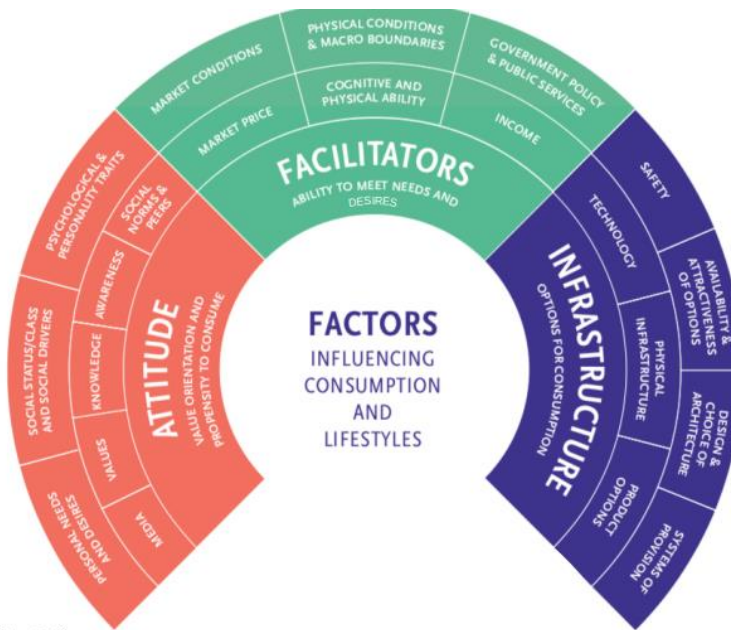 FACTORS
INFLUENCING
CONSUMPTION
AND
LIFESTYLES
ATTITUDE
VALUE ORIENTATION AND
PROPENSITY TO CONSUME
MEDIA
VALUES
KNOWLEDGE
AWARENESS
SOCIAL
NORMS &
PEERS
PERSONAL NEEDS
AND DESIRES
SOCIAL STATUS/CLASS
AND SOCIAL DRIVERS
PSYCHOLOGICAL &
PERSONALITY TRAITS
FACILITATORS
ABILITY TO MEET NEEDS AND
DESIRES
MARKET PRICE
COGNITIVE AND
PHYSICAL ABILITY
INCOME
MARKET CONDITIONS
PHYSICAL CONDITIONS
& MACRO BOUNDARIES
GOVERNMENT POLICY
& PUBLIC SERVICES
INFRASTRUCTURE
OPTIONS FOR CONSUMPTION
TECHNOLOGY
PHYSICAL
INFRASTRUCTURE
PRODUCT
OPTIONS
SAFETY
AVAILABILITY &
ATTRACTIVENESS
OF OPTIONS
DESIGN &
CHOICE OF
ARCHITECTURE
SYSTEMS OF
PROVISION